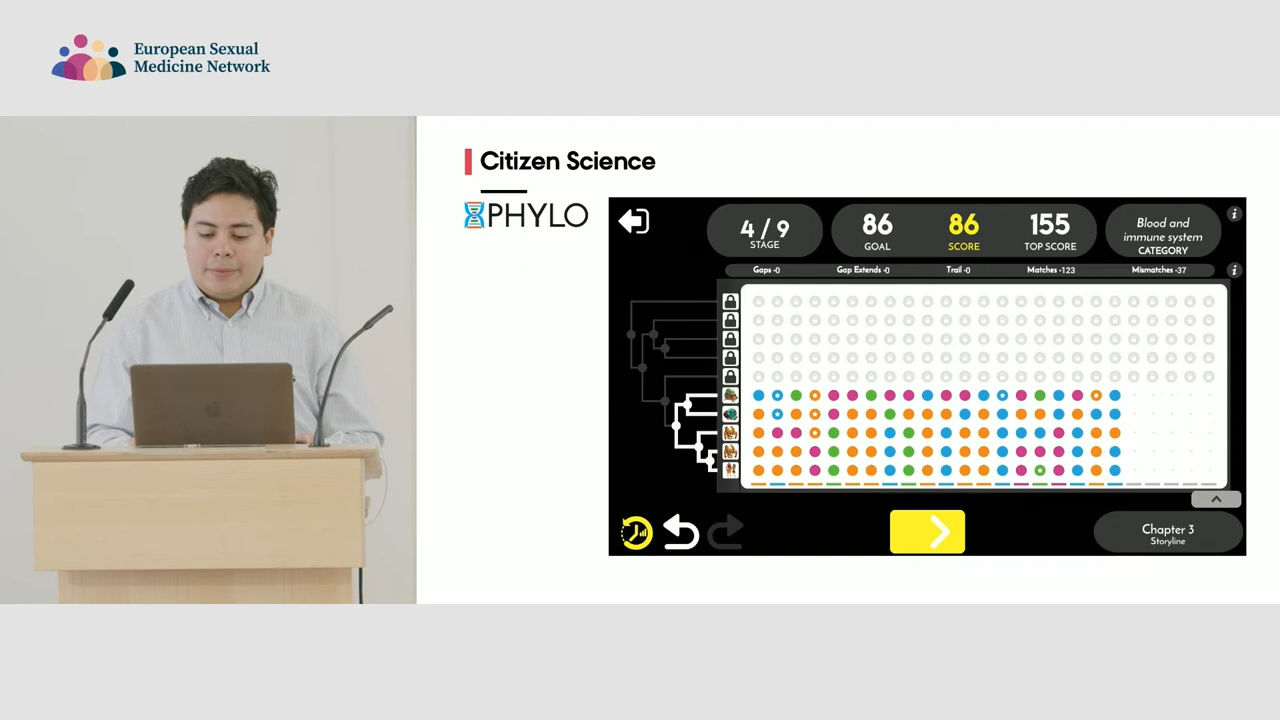 European Sexual
Medicine Network
Citizen Science
PHYLO
4 / 9
STAGE
86
GOAL
86
SCORE
155
TOP SCORE
Blood and
immune system
CATEGORY
i
Gaps -0
Gap Extends -0
Trail -0
Matches -123
Mismatches -37
i
Chapter 3
Storyline